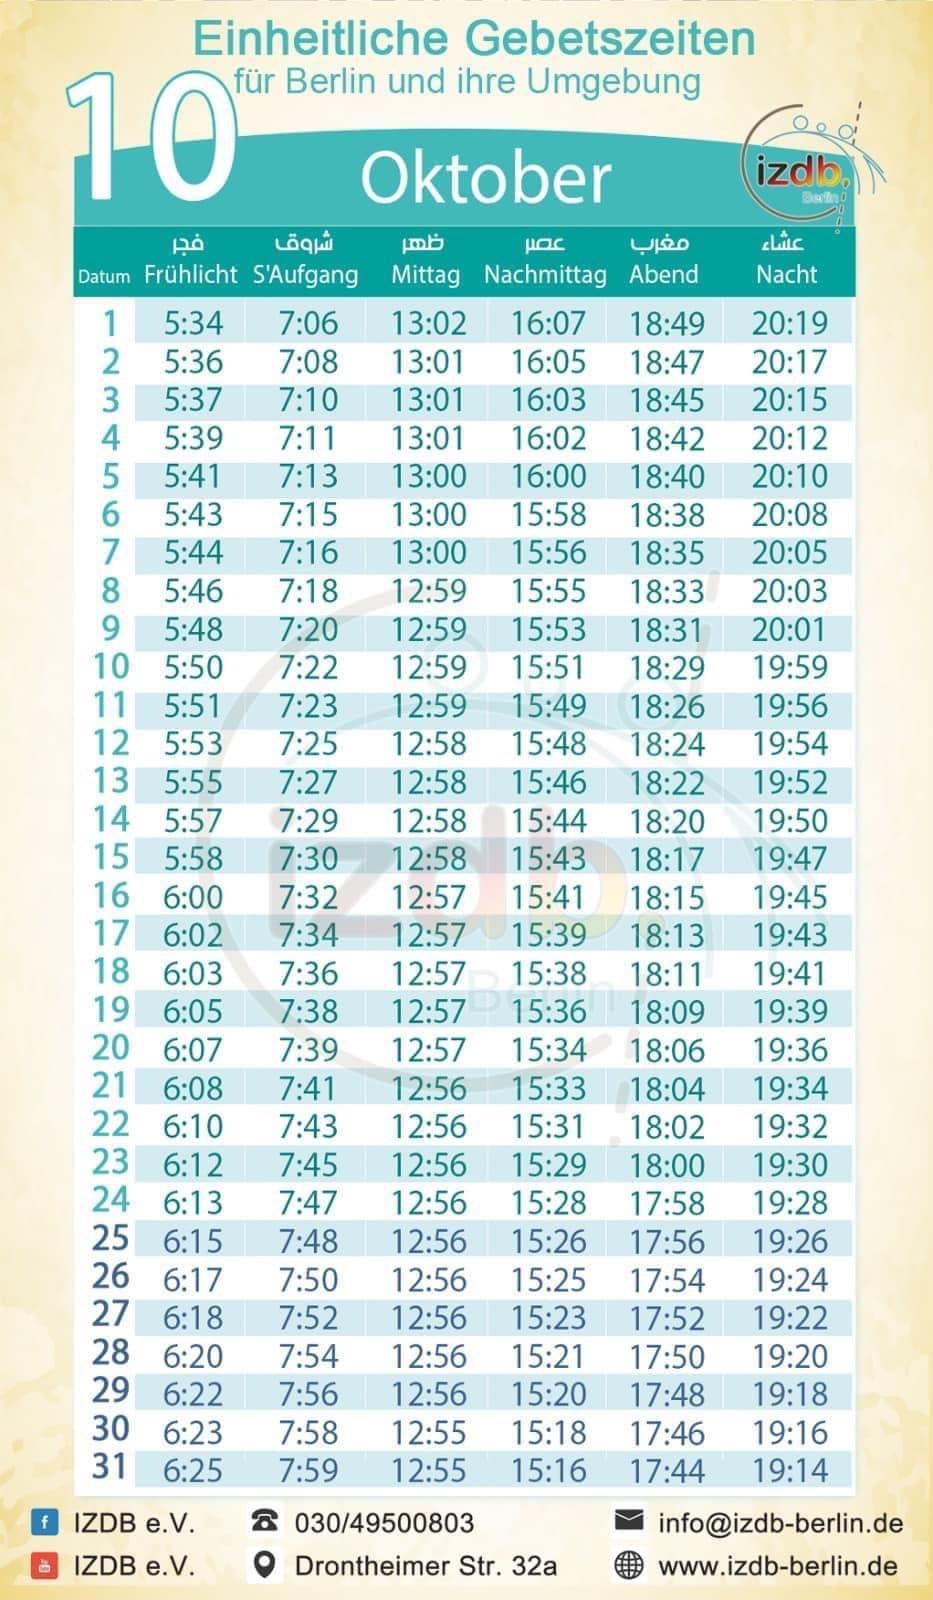 Einheitliche Gebetszeiten
für Berlin und ihre Umgebung
10
Oktober
izdb.
Berlin
فجر شروق ظهر عصر مغرب عشاء
Datum Frühlicht S'Aufgang Mittag Nachmittag Abend Nacht
1 5:34 7:06 13:02 16:07 18:49 20:19
2 5:36 7:08 13:01 16:05 18:47 20:17
3 5:37 7:10 13:01 16:03 18:45 20:15
4 5:39 7:11 13:01 16:02 18:42 20:12
5 5:41 7:13 13:00 16:00 18:40 20:10
6 5:43 7:15 13:00 15:58 18:38 20:08
7 5:44 7:16 13:00 15:56 18:35 20:05
8 5:46 7:18 12:59 15:55 18:33 20:03
9 5:48 7:20 12:59 15:53 18:31 20:01
10 5:50 7:22 12:59 15:51 18:29 19:59
11 5:51 7:23 12:59 15:49 18:26 19:56
12 5:53 7:25 12:58 15:48 18:24 19:54
13 5:55 7:27 12:58 15:46 18:22 19:52
14 5:57 7:29 12:58 15:44 18:20 19:50
15 5:58 7:30 12:58 15:43 18:17 19:47
16 6:00 7:32 12:57 15:41 18:15 19:45
17 6:02 7:34 12:57 15:39 18:13 19:43
18 6:03 7:36 12:57 15:38 18:11 19:41
19 6:05 7:38 12:57 15:36 18:09 19:39
20 6:07 7:39 12:57 15:34 18:06 19:36
21 6:08 7:41 12:56 15:33 18:04 19:34
22 6:10 7:43 12:56 15:31 18:02 19:32
23 6:12 7:45 12:56 15:29 18:00 19:30
24 6:13 7:47 12:56 15:28 17:58 19:28
25 6:15 7:48 12:56 15:26 17:56 19:26
26 6:17 7:50 12:56 15:25 17:54 19:24
27 6:18 7:52 12:56 15:23 17:52 19:22
28 6:20 7:54 12:56 15:21 17:50 19:20
29 6:22 7:56 12:56 15:20 17:48 19:18
30 6:23 7:58 12:55 15:18 17:46 19:16
31 6:25 7:59 12:55 15:16 17:44 19:14
izdb.
Berlin
IZDB e.V. 030/49500803 info@izdb-berlin.de
IZDB e.V. Drontheimer Str. 32a www.izdb-berlin.de